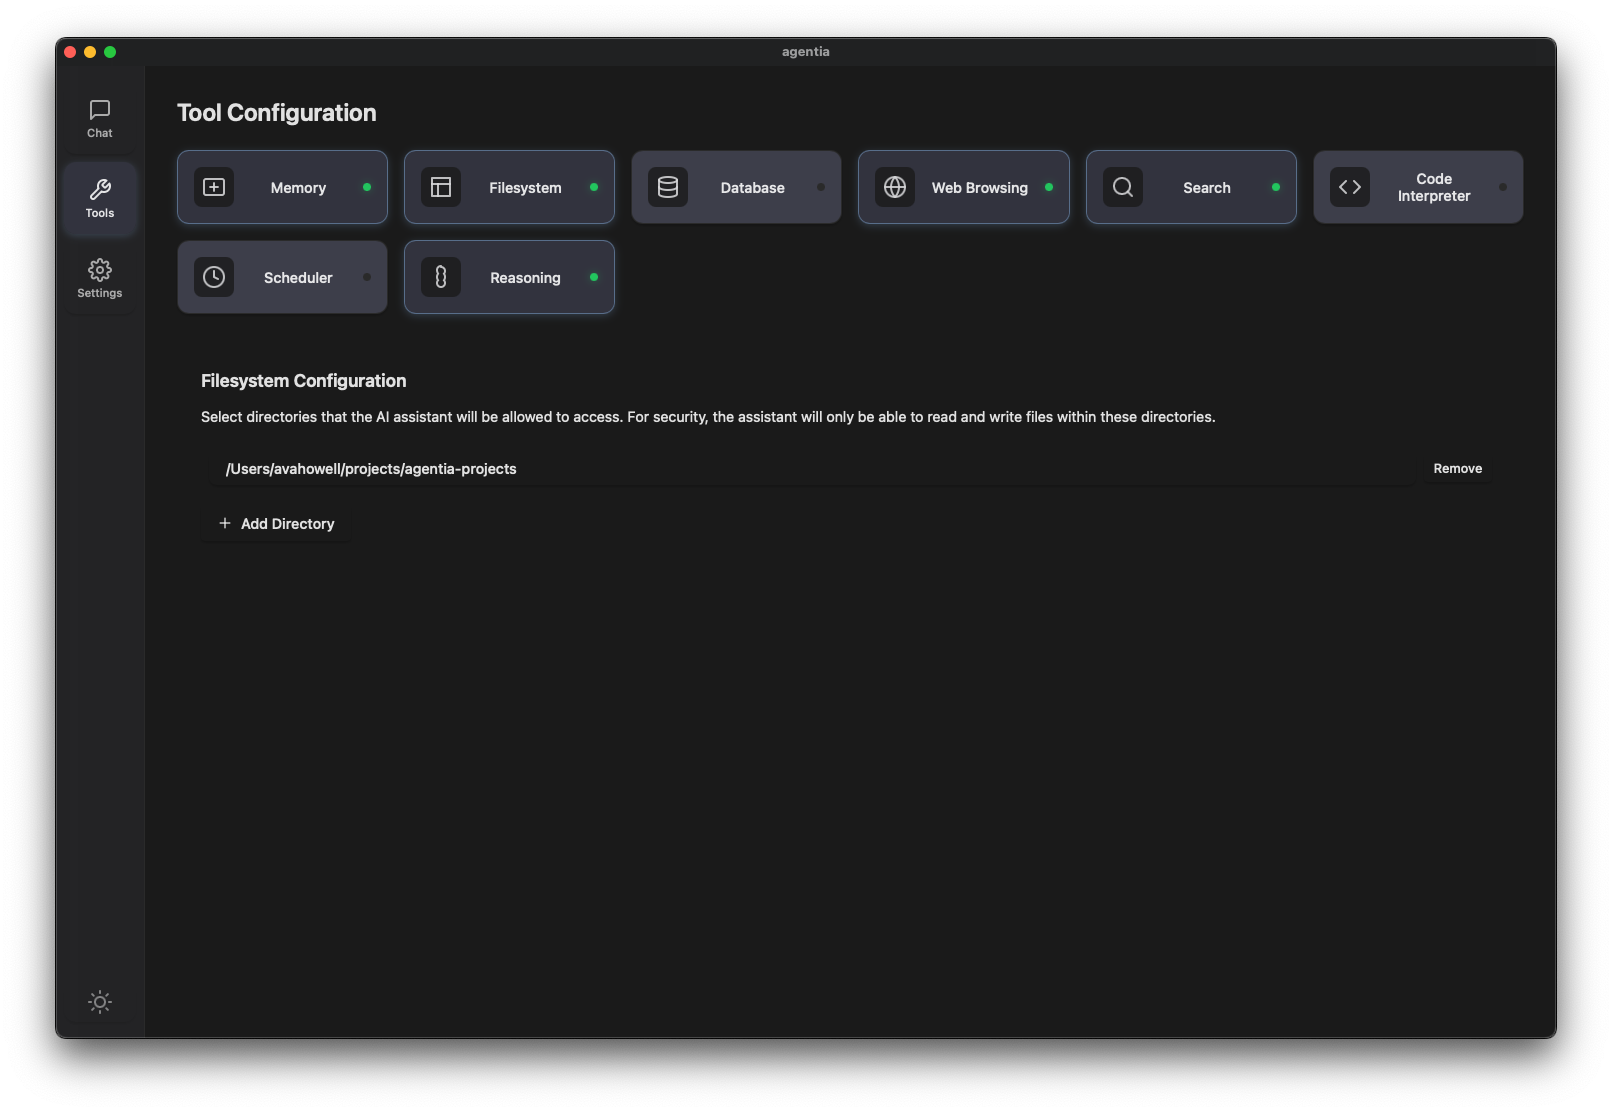 agentia
Chat
Tools
Settings
Tool Configuration
Memory
Filesystem
Database
Web Browsing
Search
Code
Interpreter
Scheduler
Reasoning
Filesystem Configuration
Select directories that the AI assistant will be allowed to access. For security, the assistant will only be able to read and write files within these directories.
/Users/avahowell/projects/agentia-projects
Remove
+ Add Directory